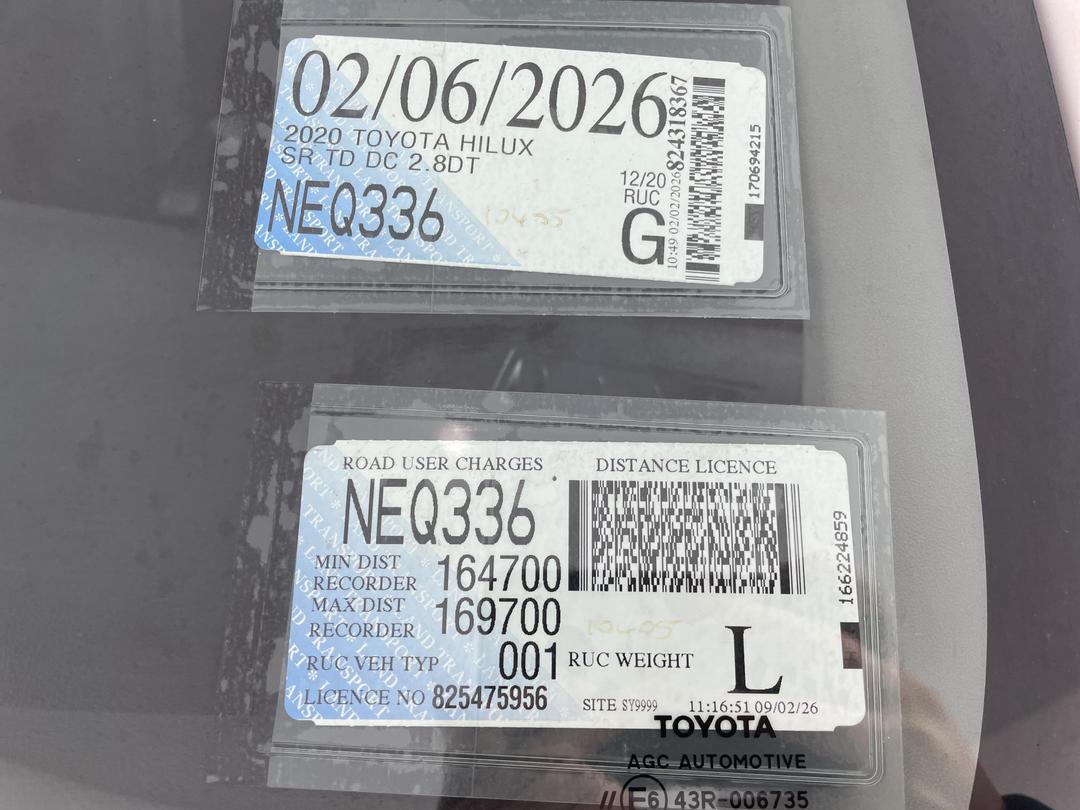 02/06/2026
2020 TOYOTA HILUX
SR TD DC 2.8DT
NEQ336
10405
12/20
RUC
G
10:49 02/02/2026
824318367
170694215
ROAD USER CHARGES DISTANCE LICENCE
NEQ336
MIN DIST
RECORDER 164700
MAX DIST
RECORDER 169700
10405
RUC VEH TYP 001 RUC WEIGHT L
LICENCE NO 825475956 SITE SY9999 11:16:51 09/02/26
166224859
TOYOTA
AGC AUTOMOTIVE
// E6 43R-006735